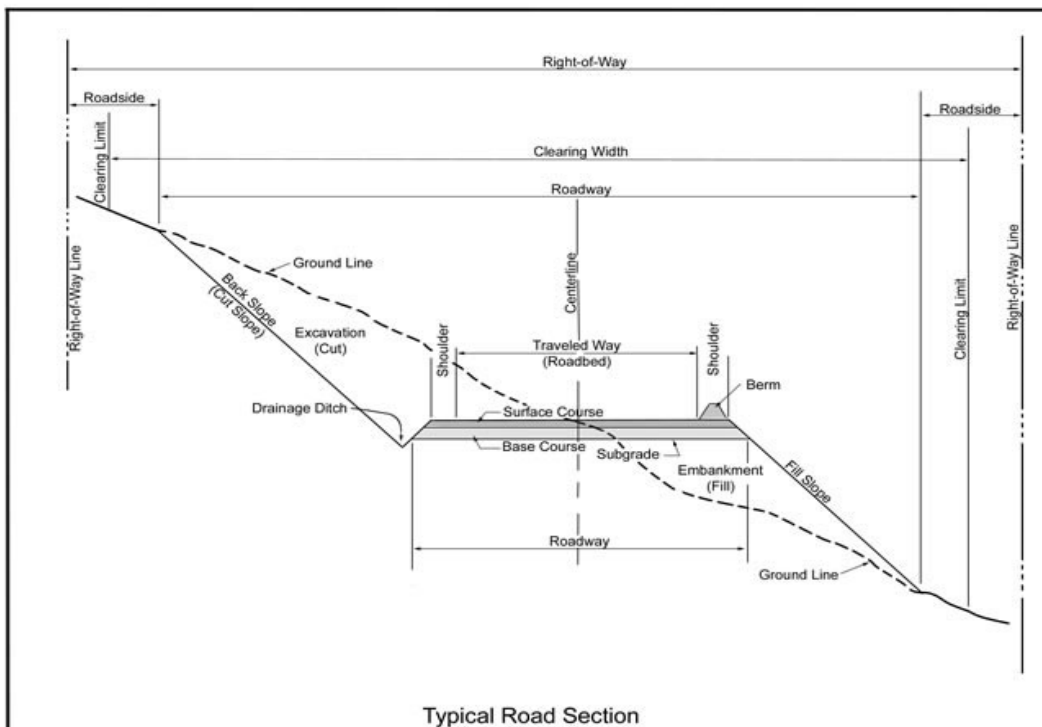 Right-of-Way
Roadside
Roadside
Clearing Limit
Clearing Width
Roadway
Right-of-Way Line
Ground Line
Back Slope
(Cut Slope)
Excavation
(Cut)
Centerline
Shoulder
Traveled Way
(Roadbed)
Shoulder
Berm
Clearing Limit
Right-of-Way Line
Drainage Ditch
Surface Course
Base Course
Subgrade
Embankment
(Fill)
Fill Slope
Roadway
Ground Line
Typical Road Section